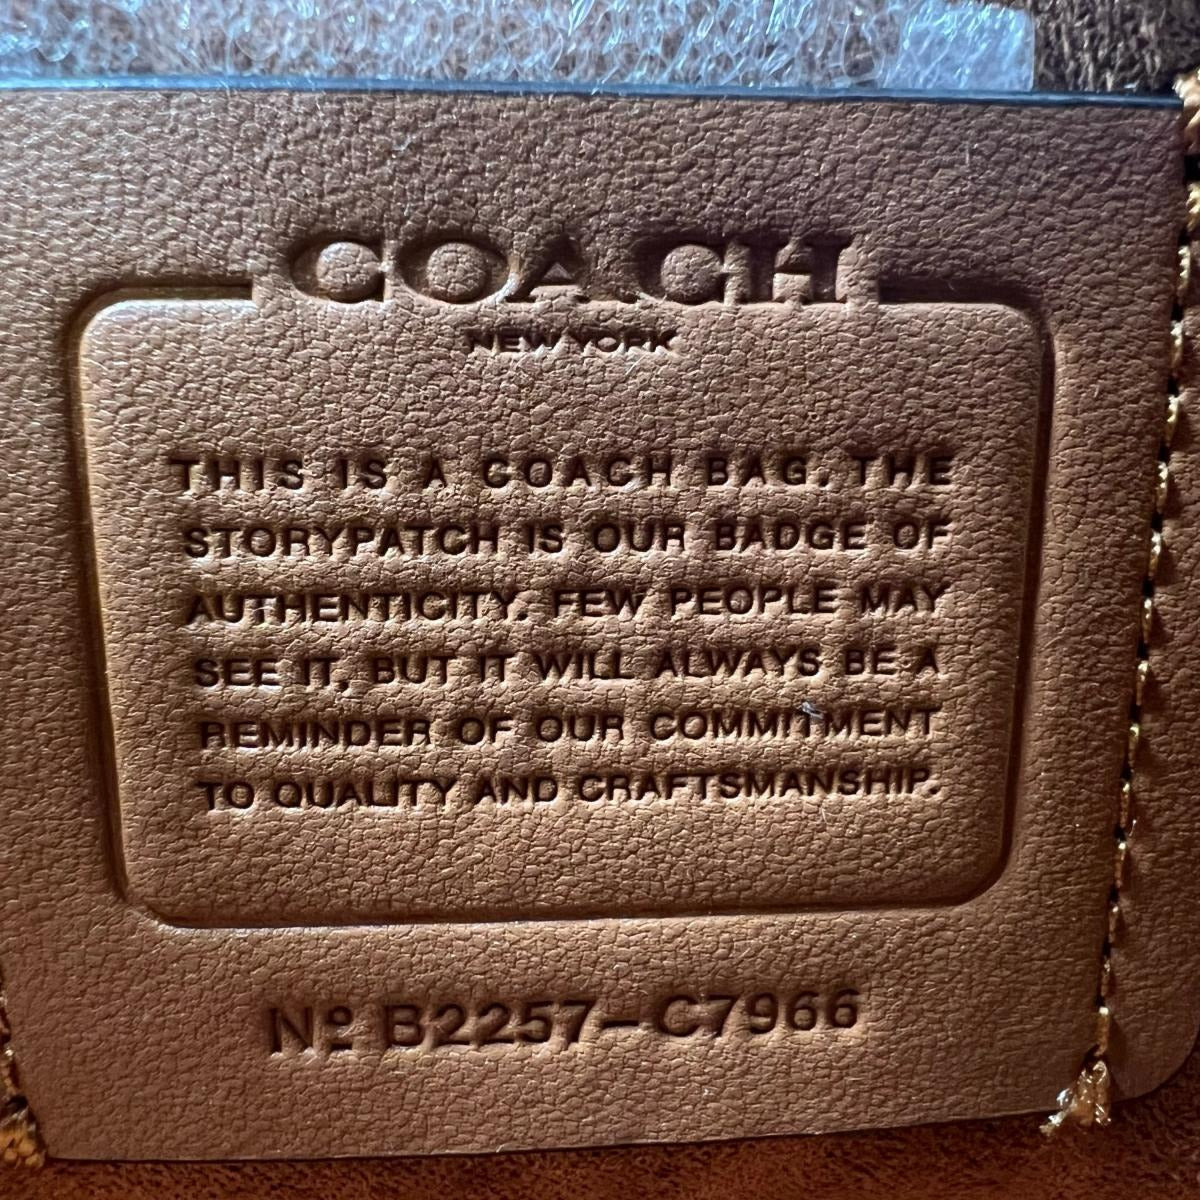 COACH
NEW YORK
THIS IS A COACH BAG. THE
STORYPATCH IS OUR BADGE OF
AUTHENTICITY. FEW PEOPLE MAY
SEE IT, BUT IT WILL ALWAYS BE A
REMINDER OF OUR COMMITMENT
TO QUALITY AND CRAFTSMANSHIP.
Nº B2257-C7966